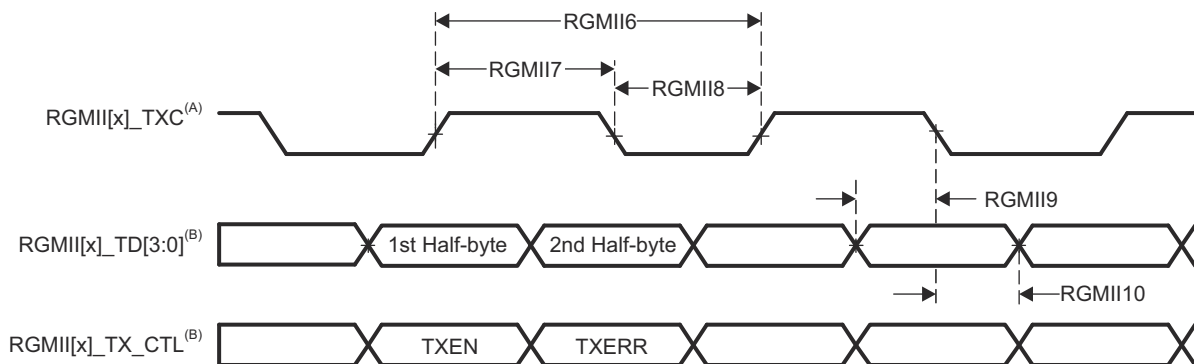 RGMII6
RGMII7
RGMII8
RGMII[x]_TXC(A)
RGMII9
RGMII[x]_TD[3:0](B)
1st Half-byte
2nd Half-byte
RGMII10
RGMII[x]_TX_CTL(B)
TXEN
TXERR